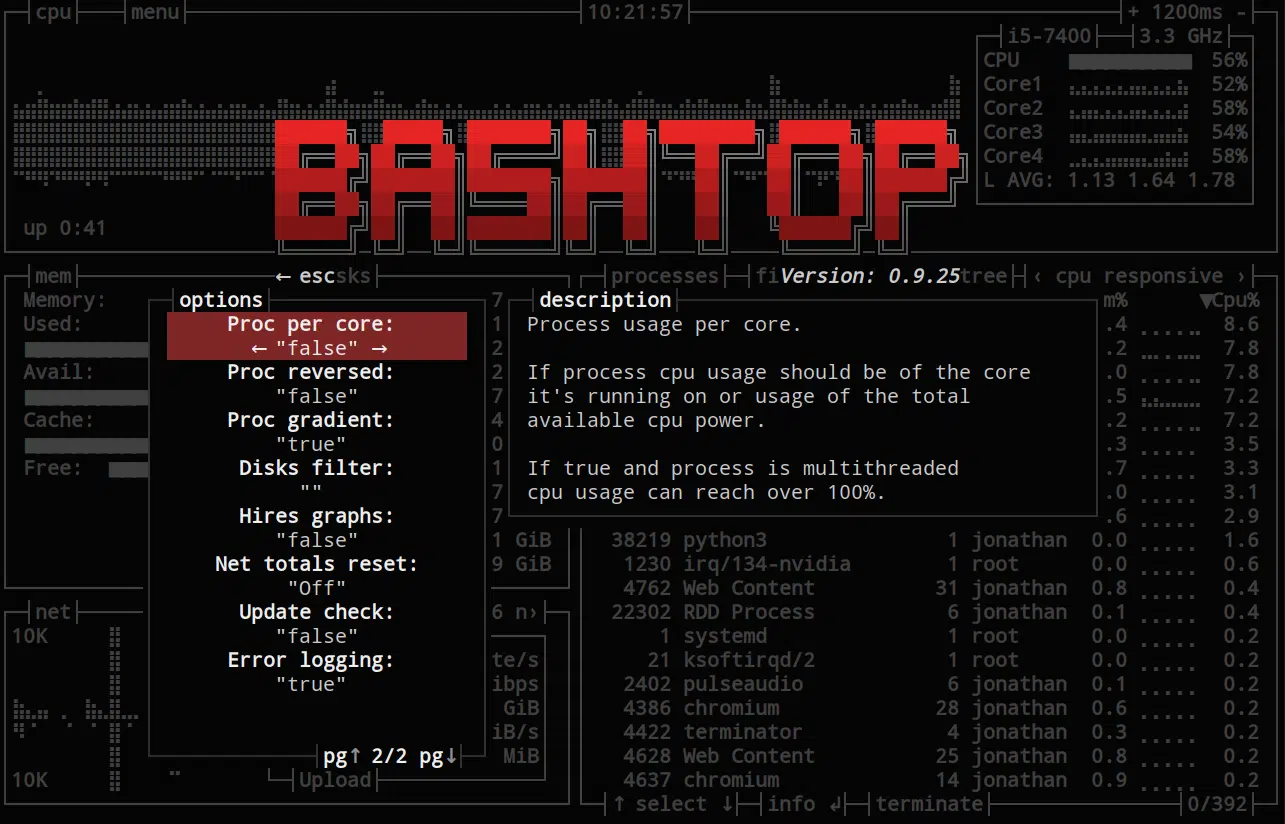 cpu menu 10:21:57 + 1200ms -
i5-7400 3.3 GHz
CPU 56%
Core1 52%
Core2 58%
Core3 54%
Core4 58%
L AVG: 1.13 1.64 1.78
BASHTOP
up 0:41
mem ← escsks processes fiVersion: 0.9.25tree ‹ cpu responsive ›
Memory: options 7 description m% ▼Cpu%
Used: Proc per core: 1 Process usage per core. .4 8.6
← "false" → 2 .2 7.8
Avail: Proc reversed: 2 If process cpu usage should be of the core .0 7.8
"false" 7 it's running on or usage of the total .5 7.2
Cache: Proc gradient: 4 available cpu power. .2 7.2
"true" 0 .3 3.5
Free: Disks filter: 1 If true and process is multithreaded .7 3.3
"" 7 cpu usage can reach over 100%. .0 3.1
Hires graphs: 7 .6 2.9
"false" 1 GiB 38219 python3 1 jonathan 0.0 1.6
Net totals reset: 9 GiB 1230 irq/134-nvidia 1 root 0.0 0.6
"Off" 4762 Web Content 31 jonathan 0.8 0.4
net Update check: 6 n› 22302 RDD Process 6 jonathan 0.1 0.4
10K "false" 1 systemd 1 root 0.0 0.2
Error logging: te/s 21 ksoftirqd/2 1 root 0.0 0.2
"true" ibps 2402 pulseaudio 6 jonathan 0.1 0.2
GiB 4386 chromium 28 jonathan 0.6 0.2
iB/s 4422 terminator 4 jonathan 0.3 0.2
pg↑ 2/2 pg↓ MiB 4628 Web Content 25 jonathan 0.8 0.2
10K Upload 4637 chromium 14 jonathan 0.9 0.2
↑ select ↓ info ↲ terminate 0/392